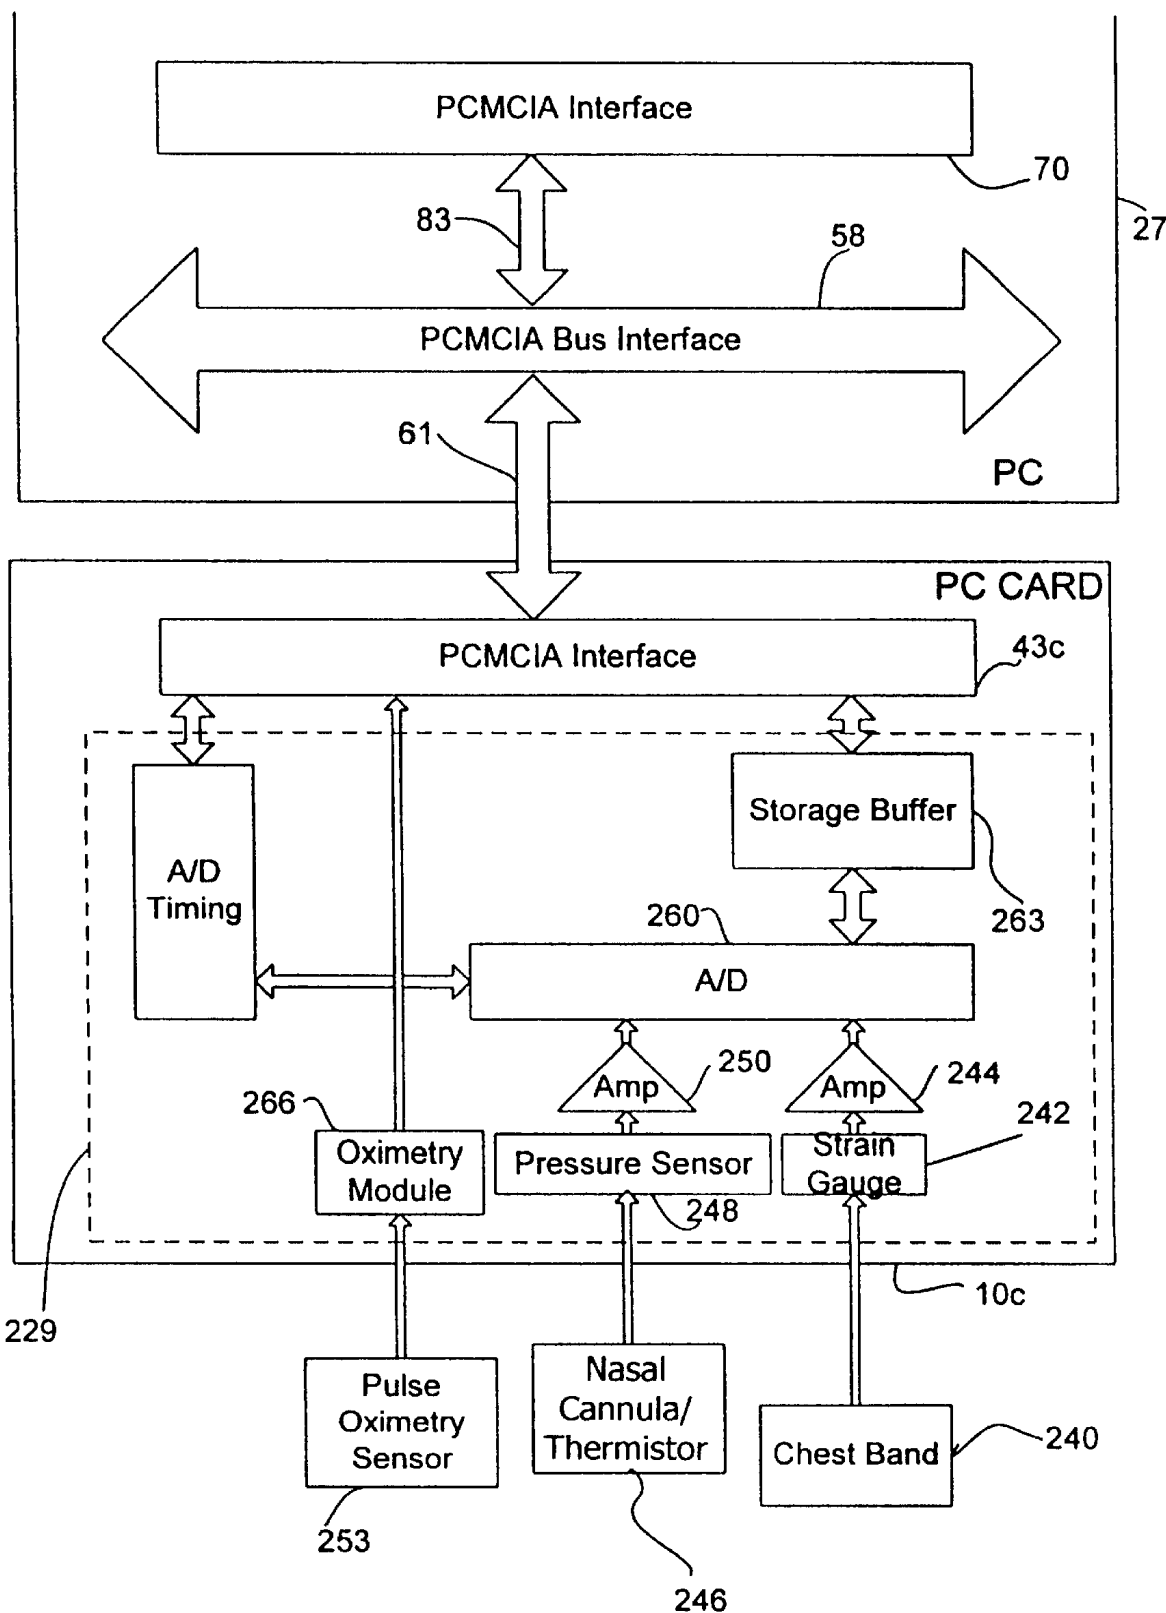 PCMCIA Interface
70
83
27
58
PCMCIA Bus Interface
61
PC
PC CARD
PCMCIA Interface
43c
Storage Buffer
A/D
Timing
263
260
A/D
250
Amp
244
Amp
266
242
Oximetry
Module
Pressure Sensor
Strain
Gauge
248
10c
229
Pulse
Oximetry
Sensor
Nasal
Cannula/
Thermistor
Chest Band
240
253
246